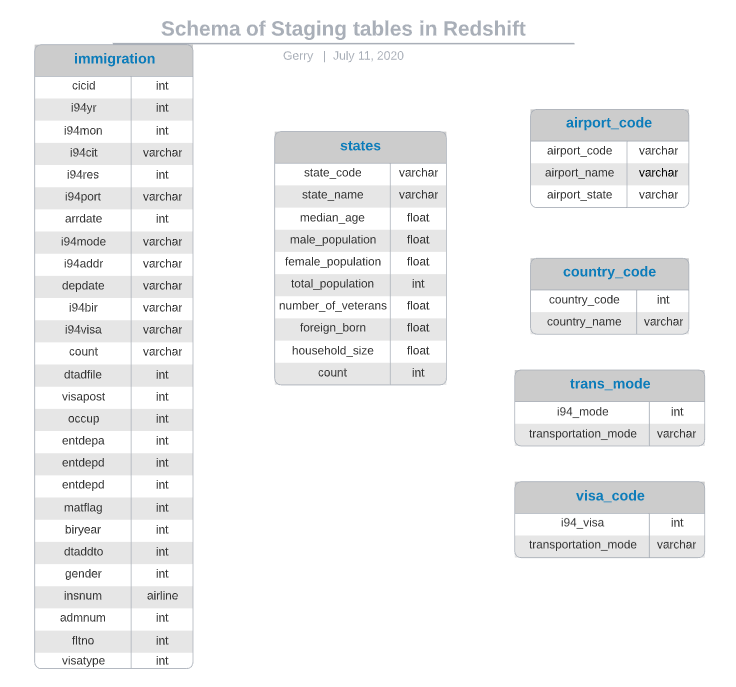 Schema of Staging tables in Redshift
Gerry | July 11, 2020
immigration
cicid int
i94yr int
i94mon int
i94cit varchar
i94res int
i94port varchar
arrdate int
i94mode varchar
i94addr varchar
depdate varchar
i94bir varchar
i94visa varchar
count varchar
dtadfile int
visapost int
occup int
entdepa int
entdepd int
entdepd int
matflag int
biryear int
dtaddto int
gender int
insnum airline
admnum int
fltno int
visatype int
states
state_code varchar
state_name varchar
median_age float
male_population float
female_population float
total_population int
number_of_veterans float
foreign_born float
household_size float
count int
airport_code
airport_code varchar
airport_name varchar
airport_state varchar
country_code
country_code int
country_name varchar
trans_mode
i94_mode int
transportation_mode varchar
visa_code
i94_visa int
transportation_mode varchar